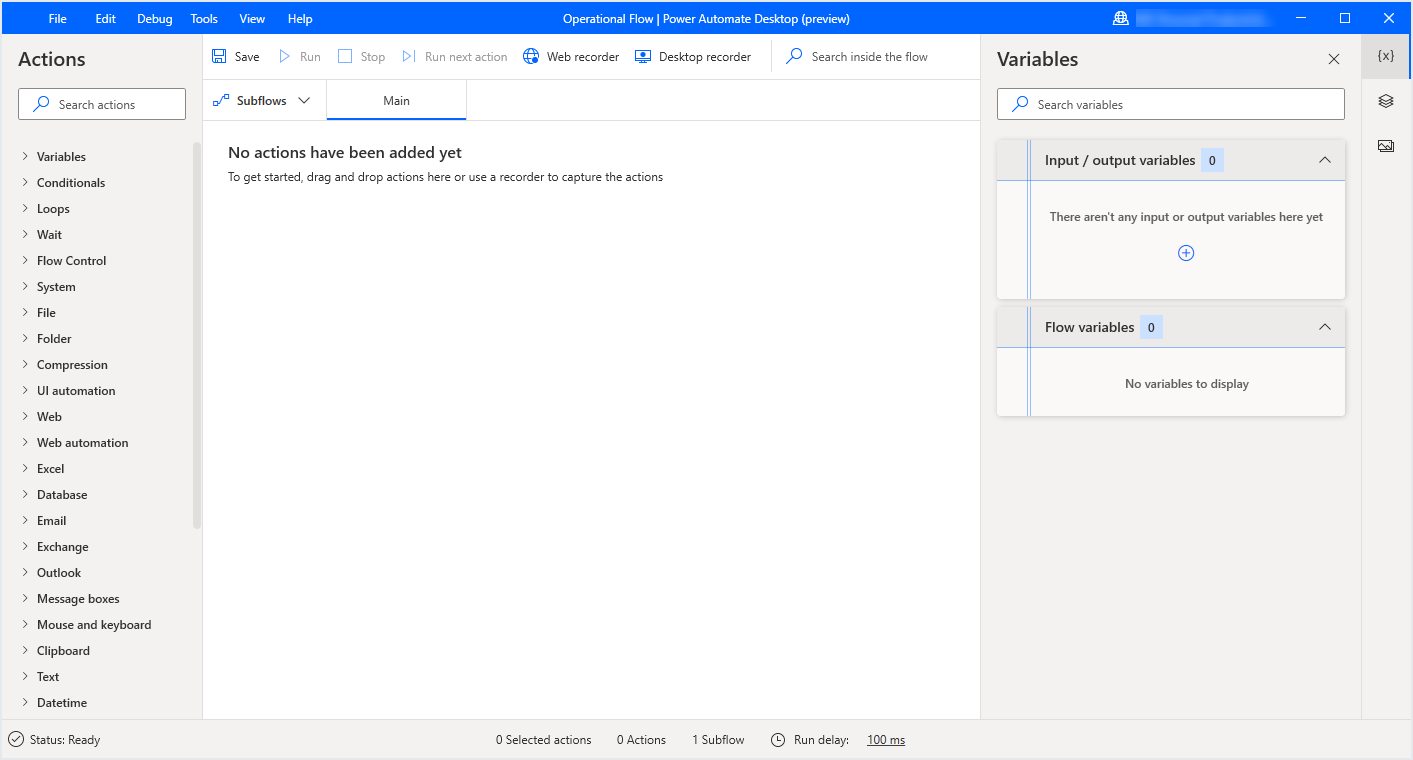 File Edit Debug Tools View Help Operational Flow | Power Automate Desktop (preview)
Actions
Search actions
Variables
Conditionals
Loops
Wait
Flow Control
System
File
Folder
Compression
UI automation
Web
Web automation
Excel
Database
Email
Exchange
Outlook
Message boxes
Mouse and keyboard
Clipboard
Text
Datetime
Save Run Stop Run next action Web recorder Desktop recorder Search inside the flow
Subflows Main
No actions have been added yet
To get started, drag and drop actions here or use a recorder to capture the actions
Variables {x}
Search variables
Input / output variables 0
There aren't any input or output variables here yet
Flow variables 0
No variables to display
Status: Ready 0 Selected actions 0 Actions 1 Subflow Run delay: 100 ms